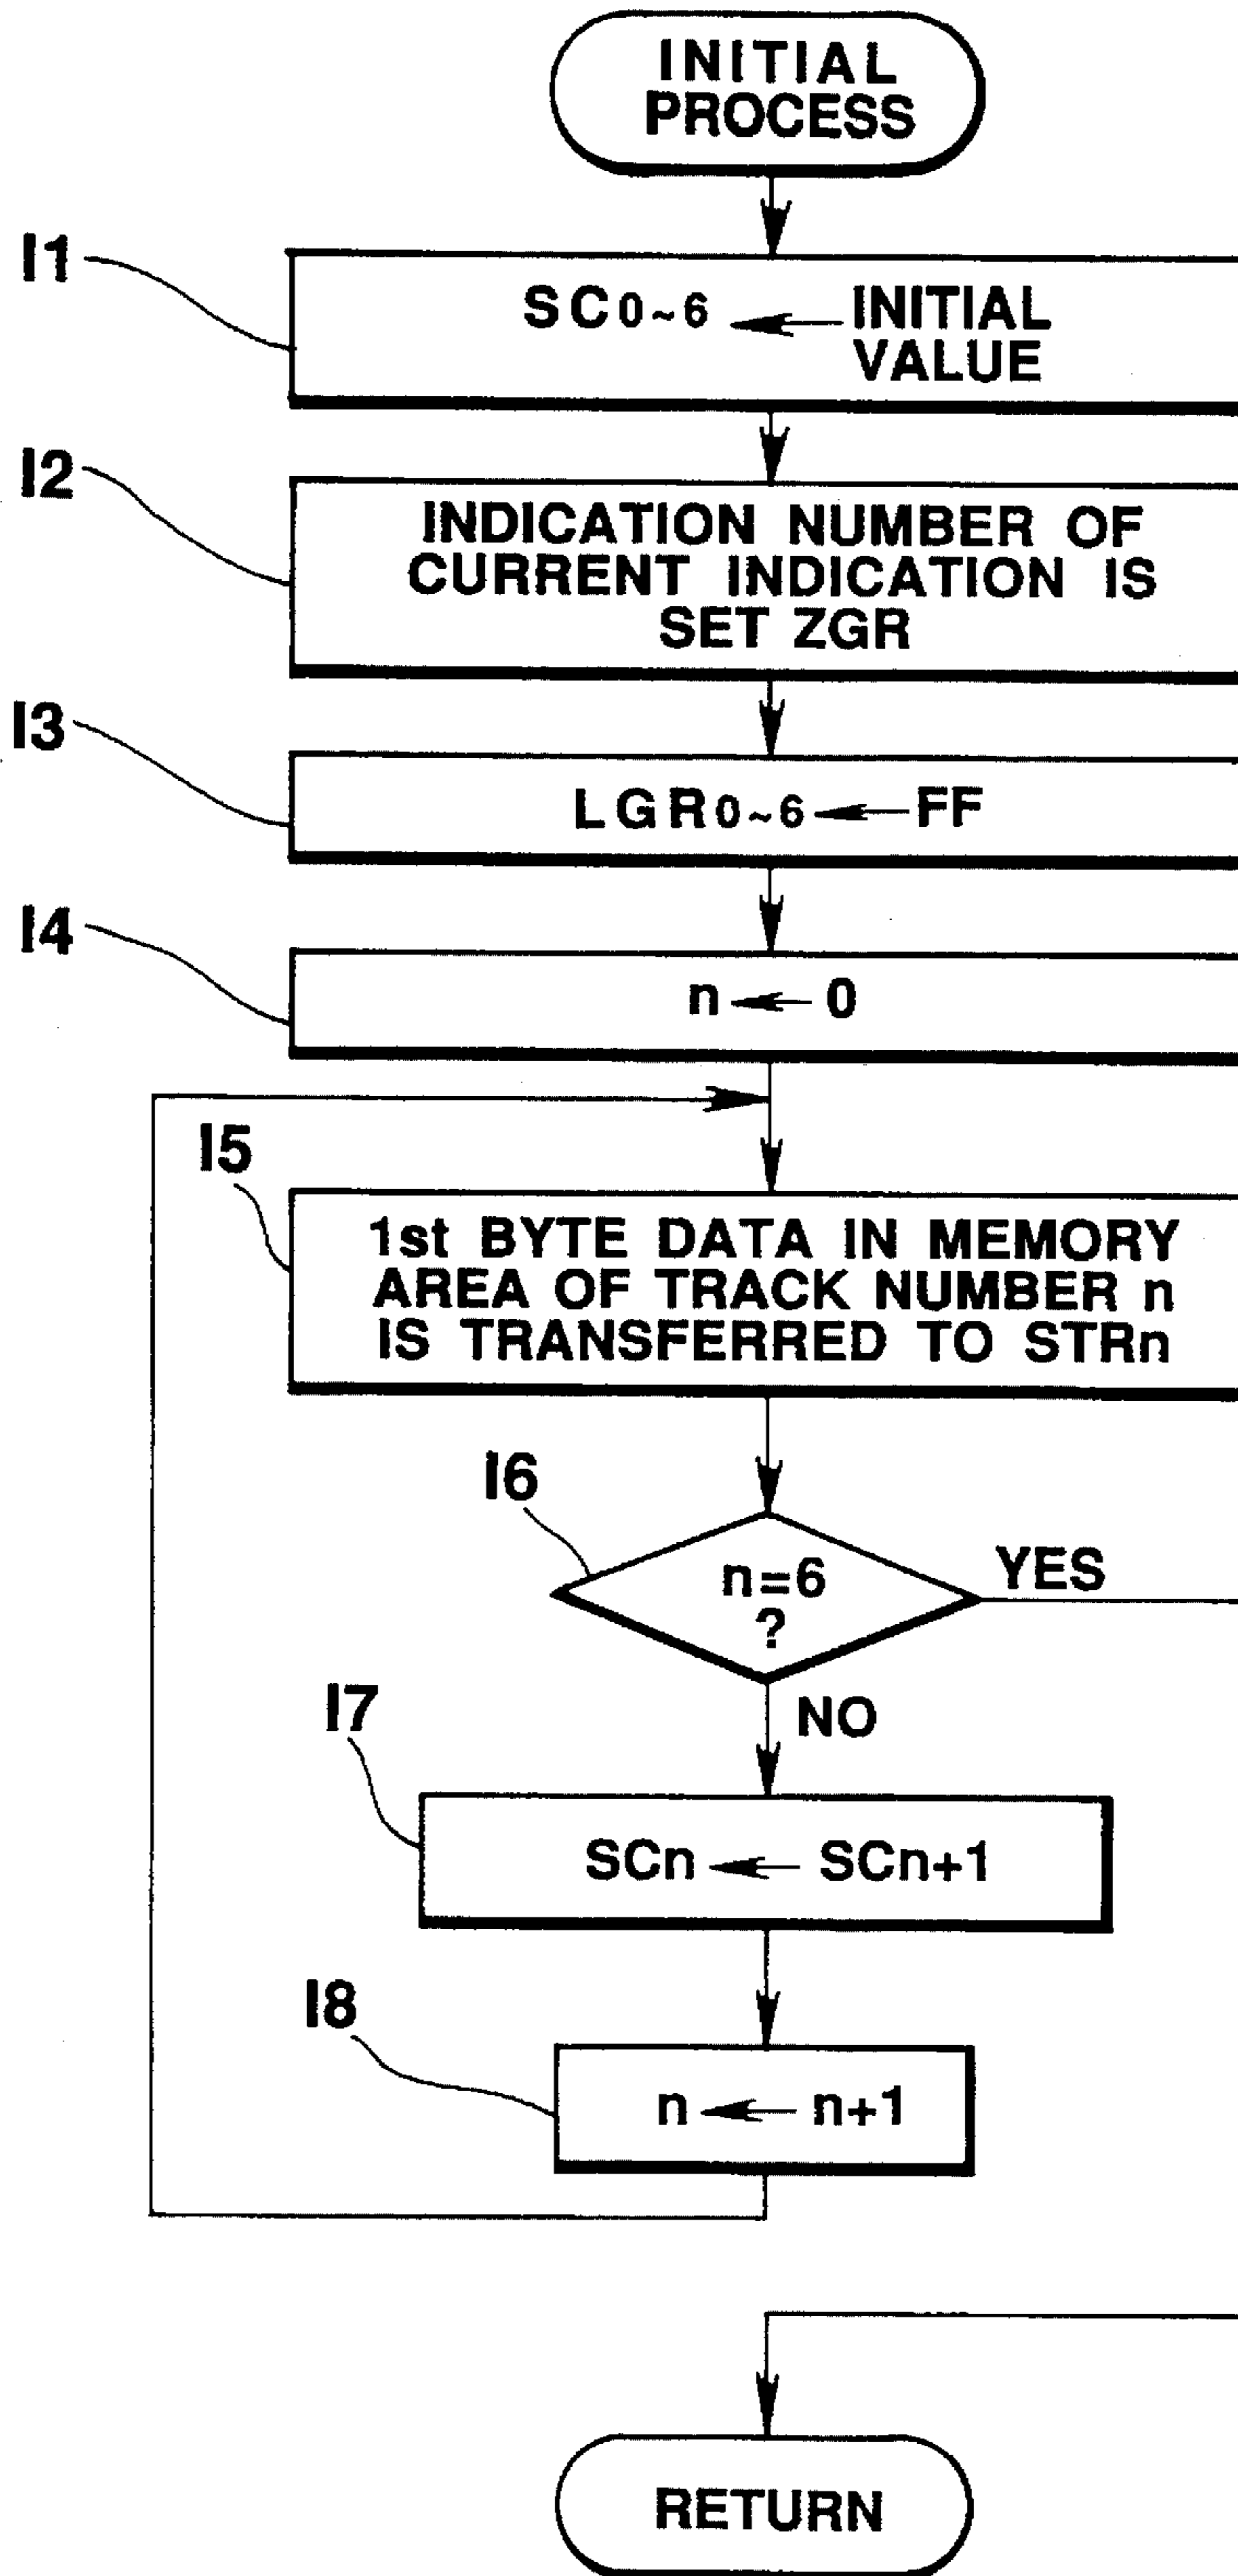 INITIAL
PROCESS
I1
SC0~6 ← INITIAL
VALUE
I2
INDICATION NUMBER OF
CURRENT INDICATION IS
SET ZGR
I3
LGR0~6 ← FF
I4
n ← 0
I5
1st BYTE DATA IN MEMORY
AREA OF TRACK NUMBER n
IS TRANSFERRED TO STRn
I6
n=6
?
YES
NO
I7
SCn ← SCn+1
I8
n ← n+1
RETURN